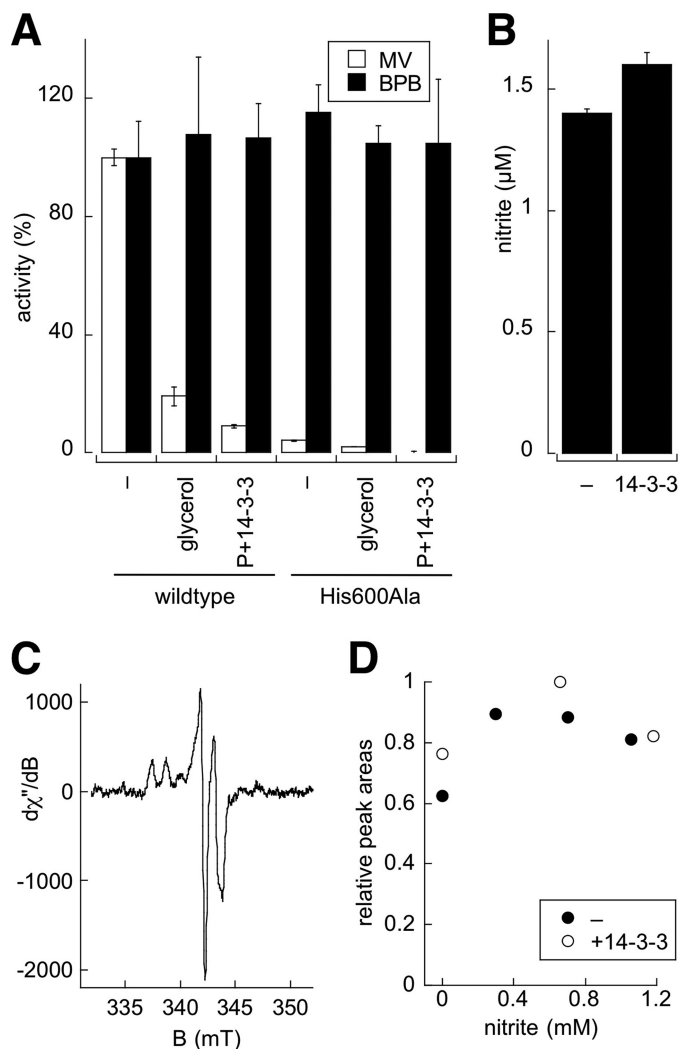 A
MV
BPB
activity (%)
120
80
40
0
–
glycerol
P+14-3-3
–
glycerol
P+14-3-3
wildtype
His600Ala
B
nitrite (µM)
1.5
1
0.5
0
–
14-3-3
C
dχ"/dB
1000
0
-1000
-2000
335
340
345
350
B (mT)
D
relative peak areas
1
0.8
0.6
0.4
0.2
0
–
+14-3-3
0
0.4
0.8
1.2
nitrite (mM)